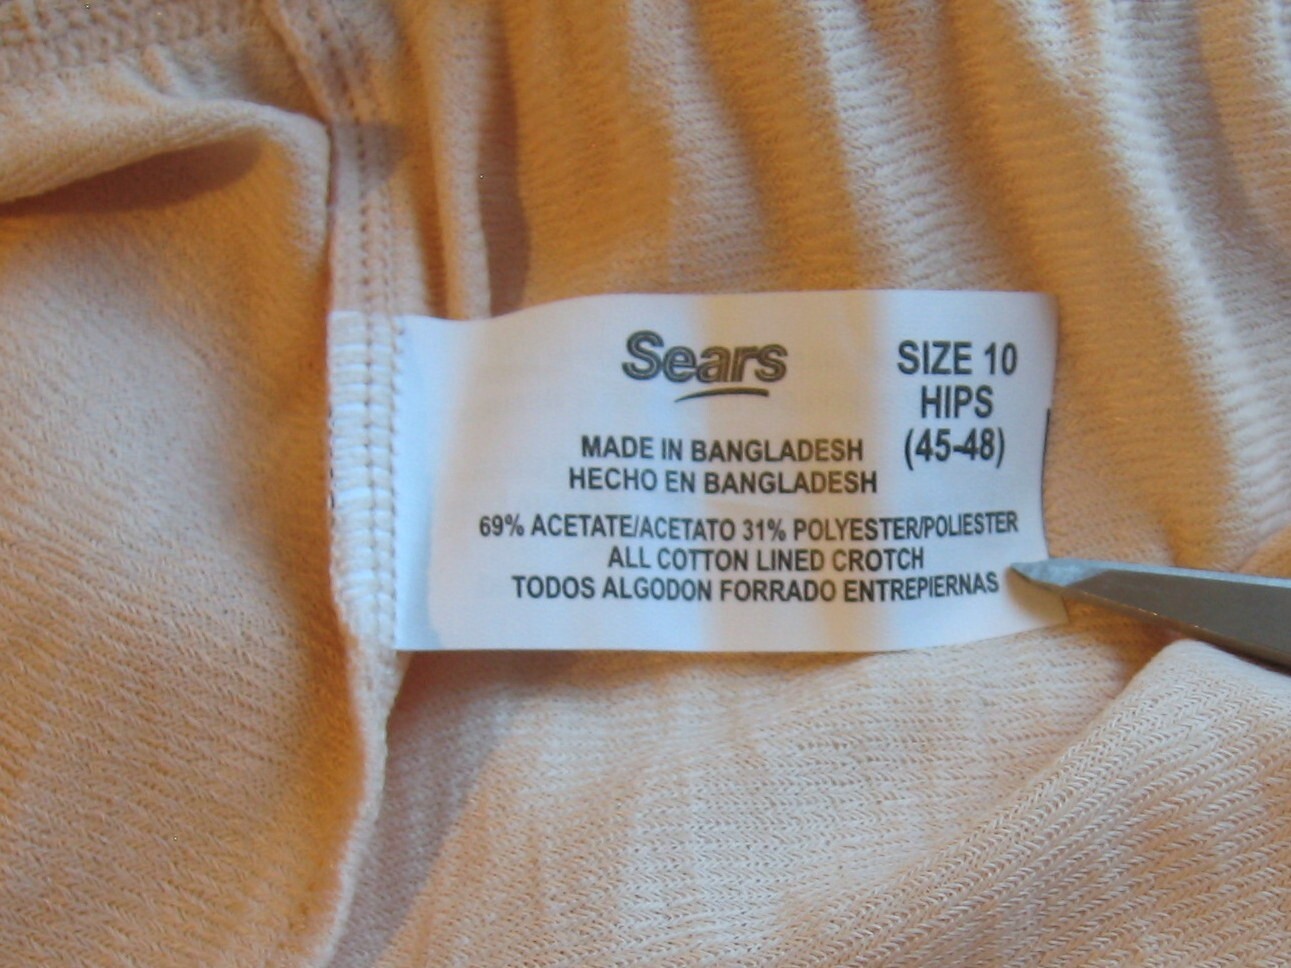 Sears
SIZE 10
HIPS
(45-48)
MADE IN BANGLADESH
HECHO EN BANGLADESH
69% ACETATE/ACETATO 31% POLYESTER/POLIESTER
ALL COTTON LINED CROTCH
TODOS ALGODON FORRADO ENTREPIERNAS